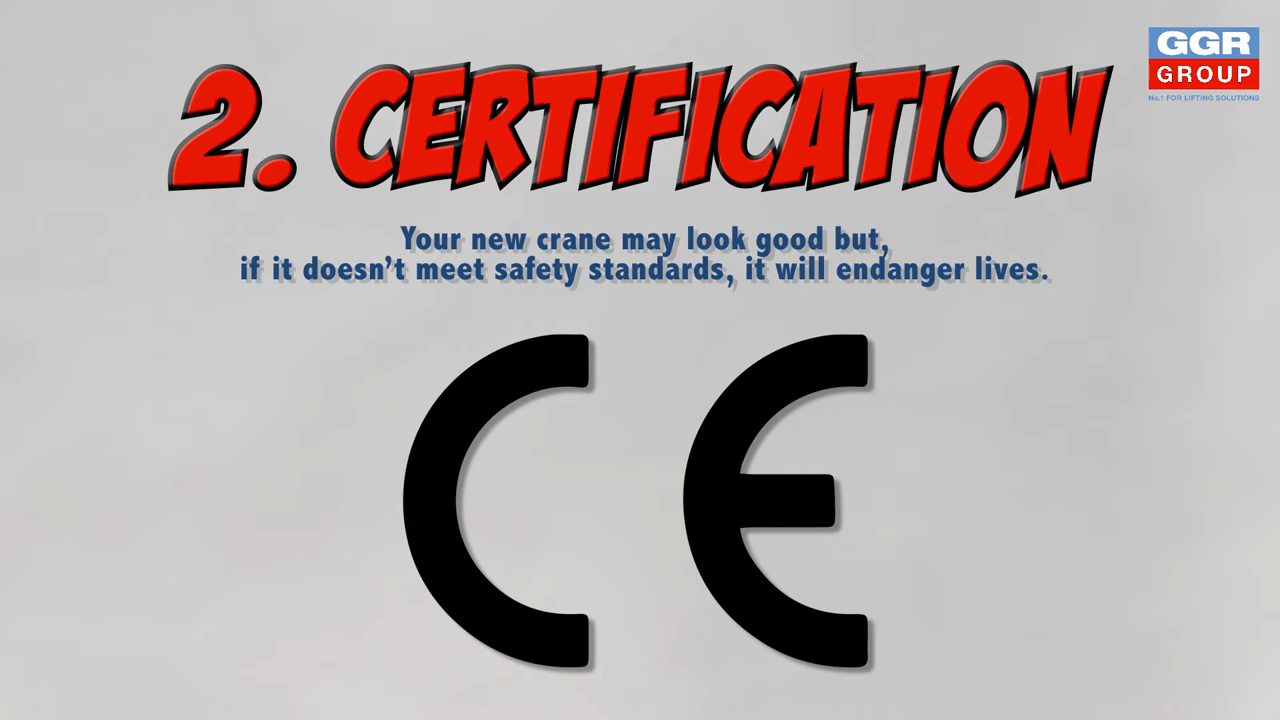 GGR
GROUP
No.1 FOR LIFTING SOLUTIONS
2. CERTIFICATION
Your new crane may look good but,
if it doesn't meet safety standards, it will endanger lives.
CE